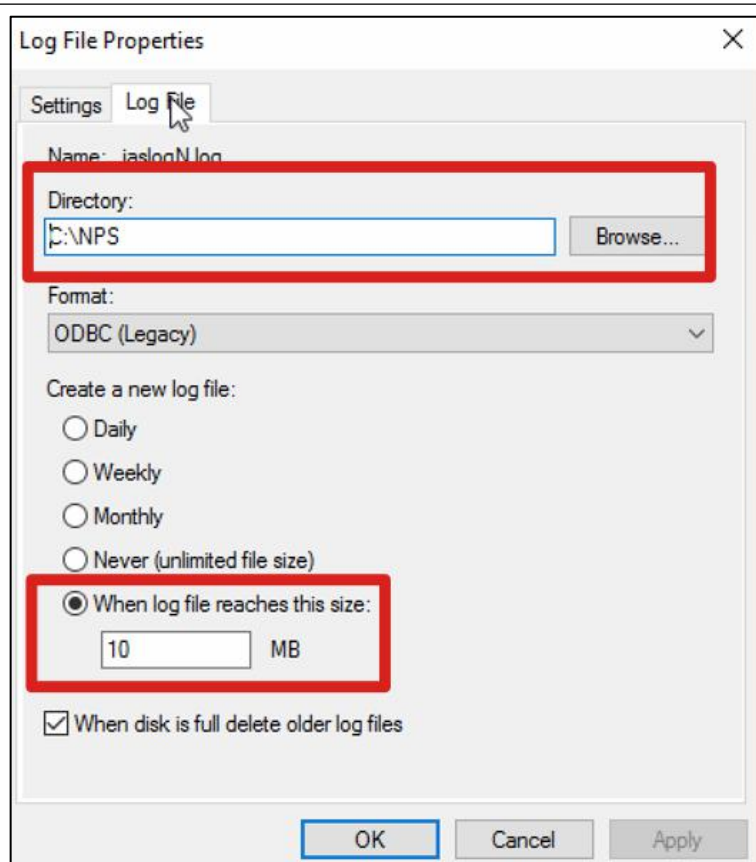 Log File Properties
Settings Log File
Name: iaslogN.log
Directory:
C:\NPS Browse...
Format:
ODBC (Legacy)
Create a new log file:
Daily
Weekly
Monthly
Never (unlimited file size)
When log file reaches this size:
10 MB
When disk is full delete older log files
OK Cancel Apply